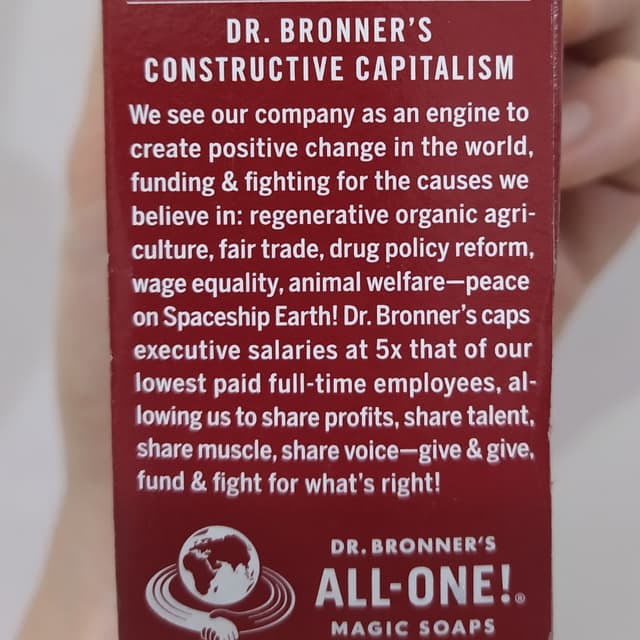 DR. BRONNER'S
CONSTRUCTIVE CAPITALISM
We see our company as an engine to
create positive change in the world,
funding & fighting for the causes we
believe in: regenerative organic agri-
culture, fair trade, drug policy reform,
wage equality, animal welfare—peace
on Spaceship Earth! Dr. Bronner's caps
executive salaries at 5x that of our
lowest paid full-time employees, al-
lowing us to share profits, share talent,
share muscle, share voice—give & give,
fund & fight for what's right!
DR. BRONNER'S
ALL-ONE!®
MAGIC SOAPS